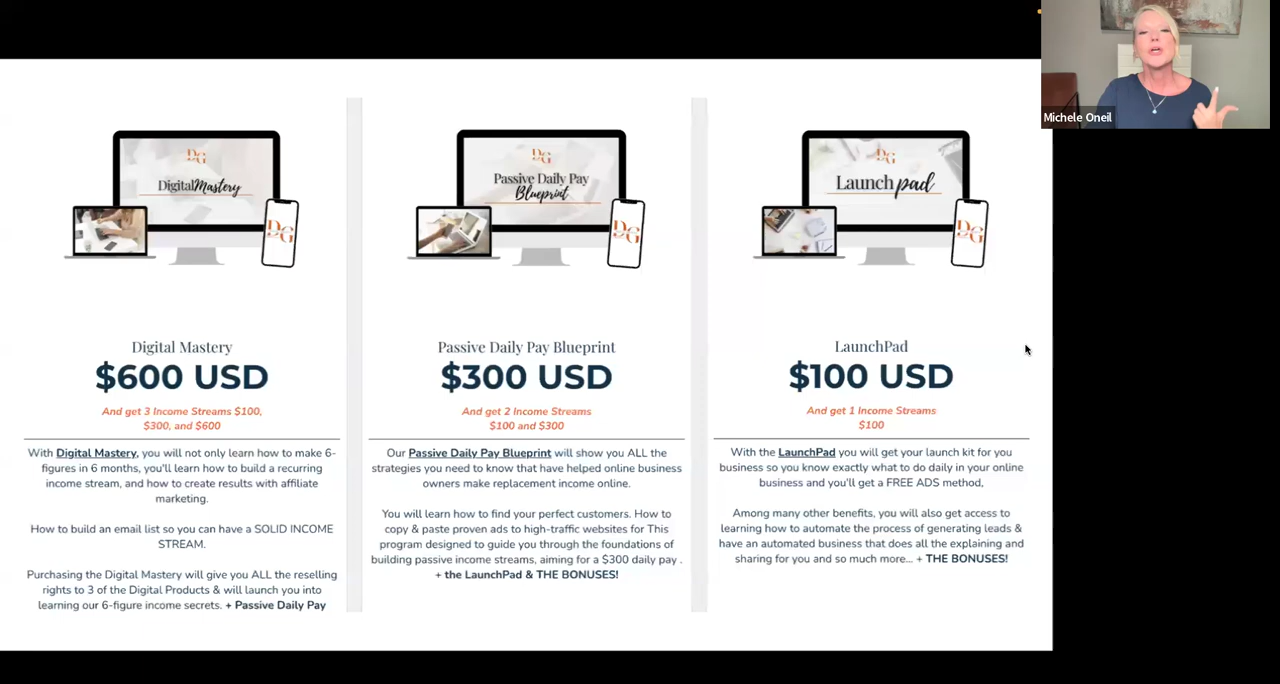 Michele Oneil
DG
DigitalMastery
DG
Digital Mastery
$600 USD
And get 3 Income Streams $100,
$300, and $600
With Digital Mastery, you will not only learn how to make 6-
figures in 6 months, you'll learn how to build a recurring
income stream, and how to create results with affiliate
marketing.
How to build an email list so you can have a SOLID INCOME
STREAM.
Purchasing the Digital Mastery will give you ALL the reselling
rights to 3 of the Digital Products & will launch you into
learning our 6-figure income secrets. + Passive Daily Pay
DG
Passive Daily Pay
Blueprint
DG
Passive Daily Pay Blueprint
$300 USD
And get 2 Income Streams
$100 and $300
Our Passive Daily Pay Blueprint will show you ALL the
strategies you need to know that have helped online business
owners make replacement income online.
You will learn how to find your perfect customers. How to
copy & paste proven ads to high-traffic websites for This
program designed to guide you through the foundations of
building passive income streams, aiming for a $300 daily pay .
+ the LaunchPad & THE BONUSES!
DG
Launch pad
DG
LaunchPad
$100 USD
And get 1 Income Streams
$100
With the LaunchPad you will get your launch kit for you
business so you know exactly what to do daily in your online
business and you'll get a FREE ADS method,
Among many other benefits, you will also get access to
learning how to automate the process of generating leads &
have an automated business that does all the explaining and
sharing for you and so much more... + THE BONUSES!